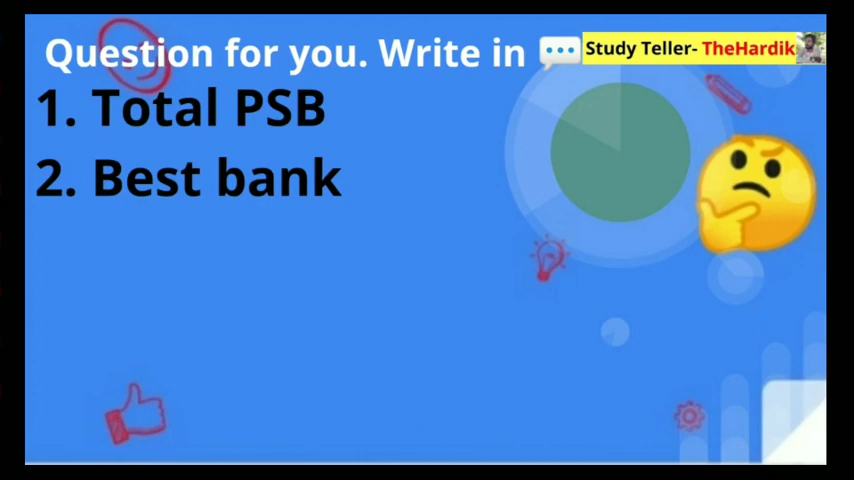 Question for you. Write in
Study Teller- TheHardik
1. Total PSB
2. Best bank